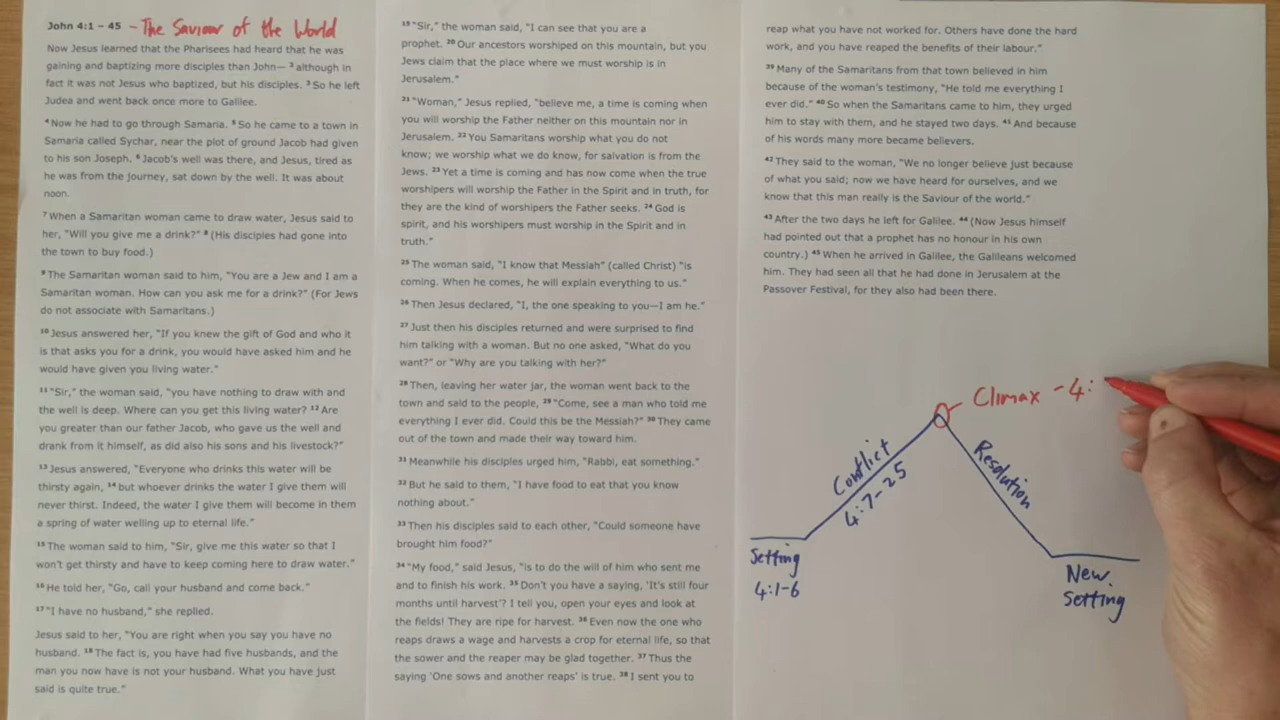 John 4:1 – 45 - The Saviour of the World
Now Jesus learned that the Pharisees had heard that he was
gaining and baptizing more disciples than John— ² although in
fact it was not Jesus who baptized, but his disciples. ³ So he left
Judea and went back once more to Galilee.
⁴ Now he had to go through Samaria. ⁵ So he came to a town in
Samaria called Sychar, near the plot of ground Jacob had given
to his son Joseph. ⁶ Jacob's well was there, and Jesus, tired as
he was from the journey, sat down by the well. It was about
noon.
⁷ When a Samaritan woman came to draw water, Jesus said to
her, "Will you give me a drink?" ⁸ (His disciples had gone into
the town to buy food.)
⁹ The Samaritan woman said to him, "You are a Jew and I am a
Samaritan woman. How can you ask me for a drink?" (For Jews
do not associate with Samaritans.)
¹⁰ Jesus answered her, "If you knew the gift of God and who it
is that asks you for a drink, you would have asked him and he
would have given you living water."
¹¹ "Sir," the woman said, "you have nothing to draw with and
the well is deep. Where can you get this living water? ¹² Are
you greater than our father Jacob, who gave us the well and
drank from it himself, as did also his sons and his livestock?"
¹³ Jesus answered, "Everyone who drinks this water will be
thirsty again, ¹⁴ but whoever drinks the water I give them will
never thirst. Indeed, the water I give them will become in them
a spring of water welling up to eternal life."
¹⁵ The woman said to him, "Sir, give me this water so that I
won't get thirsty and have to keep coming here to draw water."
¹⁶ He told her, "Go, call your husband and come back."
¹⁷ "I have no husband," she replied.
Jesus said to her, "You are right when you say you have no
husband. ¹⁸ The fact is, you have had five husbands, and the
man you now have is not your husband. What you have just
said is quite true."
¹⁹ "Sir," the woman said, "I can see that you are a
prophet. ²⁰ Our ancestors worshiped on this mountain, but you
Jews claim that the place where we must worship is in
Jerusalem."
²¹ "Woman," Jesus replied, "believe me, a time is coming when
you will worship the Father neither on this mountain nor in
Jerusalem. ²² You Samaritans worship what you do not
know; we worship what we do know, for salvation is from the
Jews. ²³ Yet a time is coming and has now come when the true
worshipers will worship the Father in the Spirit and in truth, for
they are the kind of worshipers the Father seeks. ²⁴ God is
spirit, and his worshipers must worship in the Spirit and in
truth."
²⁵ The woman said, "I know that Messiah" (called Christ) "is
coming. When he comes, he will explain everything to us."
²⁶ Then Jesus declared, "I, the one speaking to you—I am he."
²⁷ Just then his disciples returned and were surprised to find
him talking with a woman. But no one asked, "What do you
want?" or "Why are you talking with her?"
²⁸ Then, leaving her water jar, the woman went back to the
town and said to the people, ²⁹ "Come, see a man who told me
everything I ever did. Could this be the Messiah?" ³⁰ They came
out of the town and made their way toward him.
³¹ Meanwhile his disciples urged him, "Rabbi, eat something."
³² But he said to them, "I have food to eat that you know
nothing about."
³³ Then his disciples said to each other, "Could someone have
brought him food?"
³⁴ "My food," said Jesus, "is to do the will of him who sent me
and to finish his work. ³⁵ Don't you have a saying, 'It's still four
months until harvest'? I tell you, open your eyes and look at
the fields! They are ripe for harvest. ³⁶ Even now the one who
reaps draws a wage and harvests a crop for eternal life, so that
the sower and the reaper may be glad together. ³⁷ Thus the
saying 'One sows and another reaps' is true. ³⁸ I sent you to
reap what you have not worked for. Others have done the hard
work, and you have reaped the benefits of their labour."
³⁹ Many of the Samaritans from that town believed in him
because of the woman's testimony, "He told me everything I
ever did." ⁴⁰ So when the Samaritans came to him, they urged
him to stay with them, and he stayed two days. ⁴¹ And because
of his words many more became believers.
⁴² They said to the woman, "We no longer believe just because
of what you said; now we have heard for ourselves, and we
know that this man really is the Saviour of the world."
⁴³ After the two days he left for Galilee. ⁴⁴ (Now Jesus himself
had pointed out that a prophet has no honour in his own
country.) ⁴⁵ When he arrived in Galilee, the Galileans welcomed
him. They had seen all that he had done in Jerusalem at the
Passover Festival, for they also had been there.
Climax - 4:
Conflict
4:7-25
Resolution
Setting
4:1-6
New
Setting